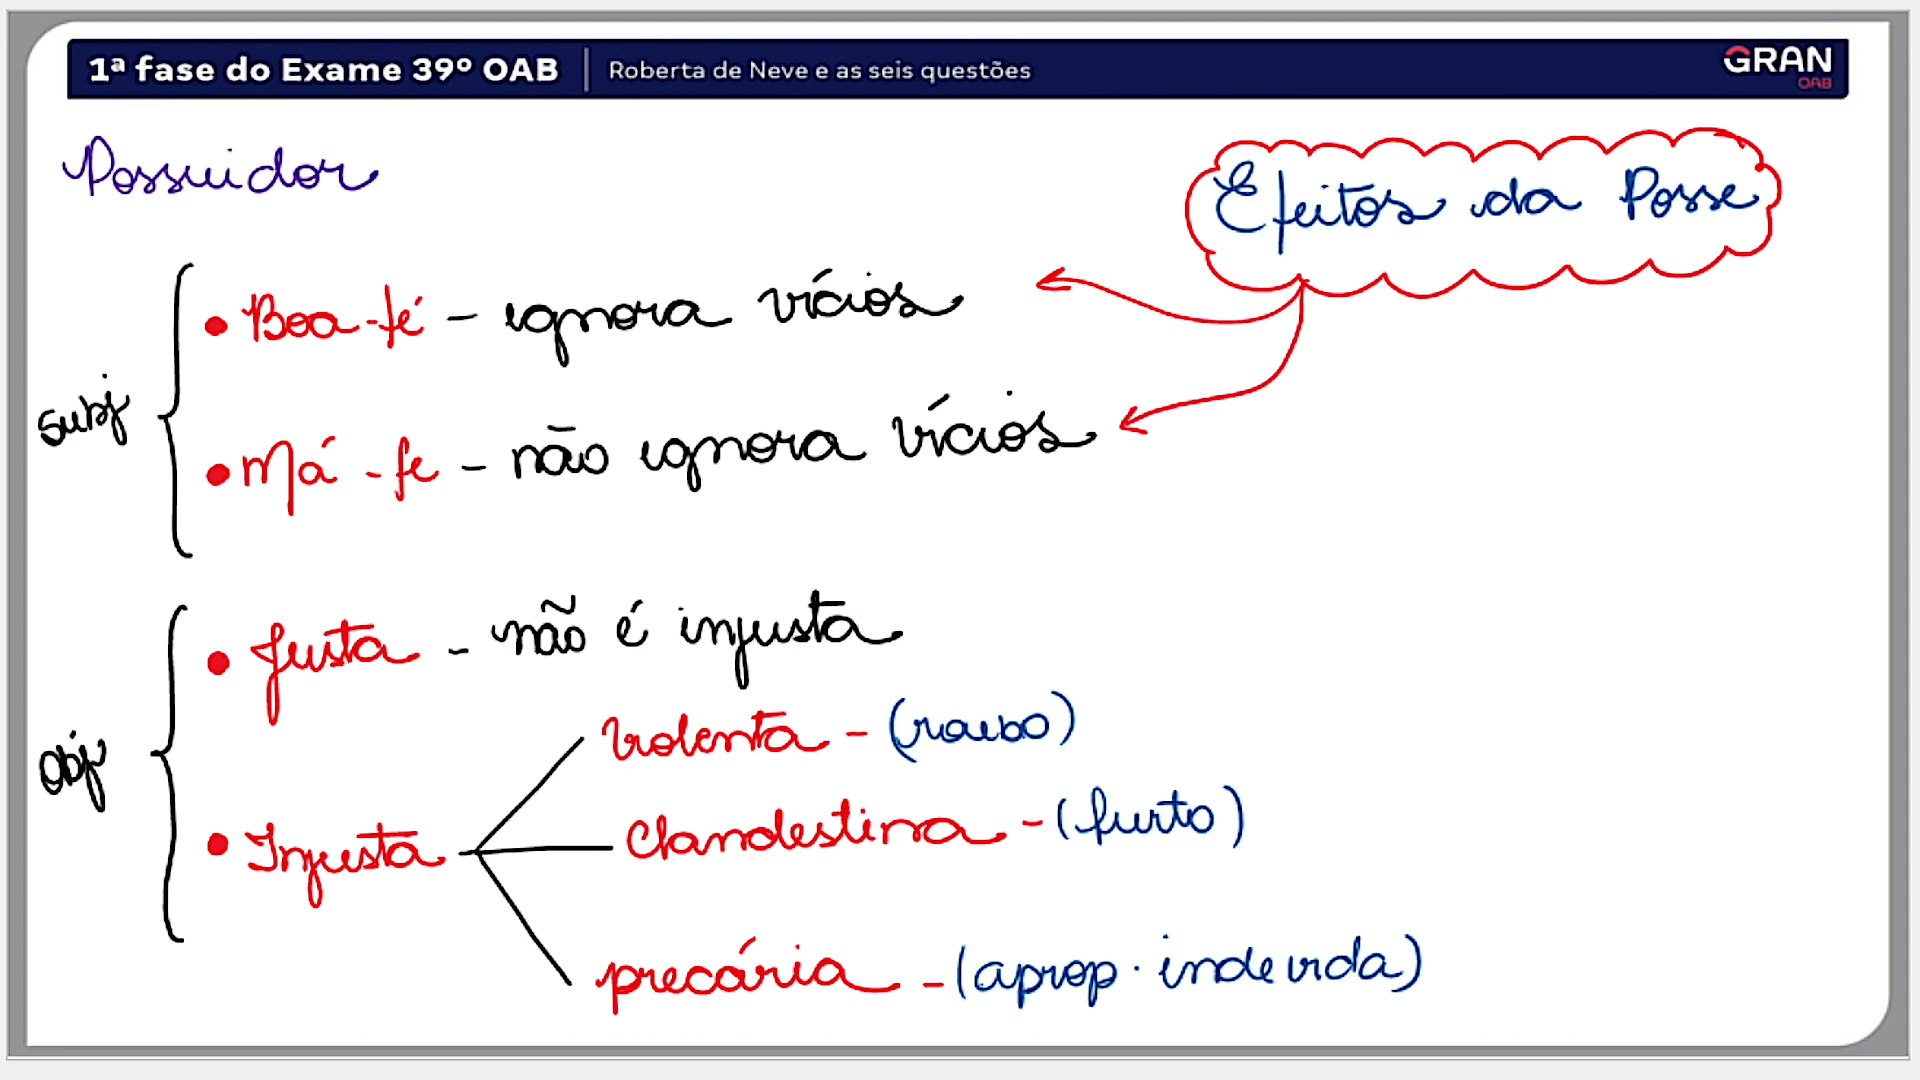 1ª fase do Exame 39º OAB | Roberta de Neve e as seis questões
GRAN
OAB
Possuidor
Efeitos da Posse
subj
• Boa-fé - ignora vícios
• Má-fe - não ignora vícios
obj
• Justa - não é injusta
• Injusta
violenta - (roubo)
clandestina - (furto)
precária - (aprop. indevida)